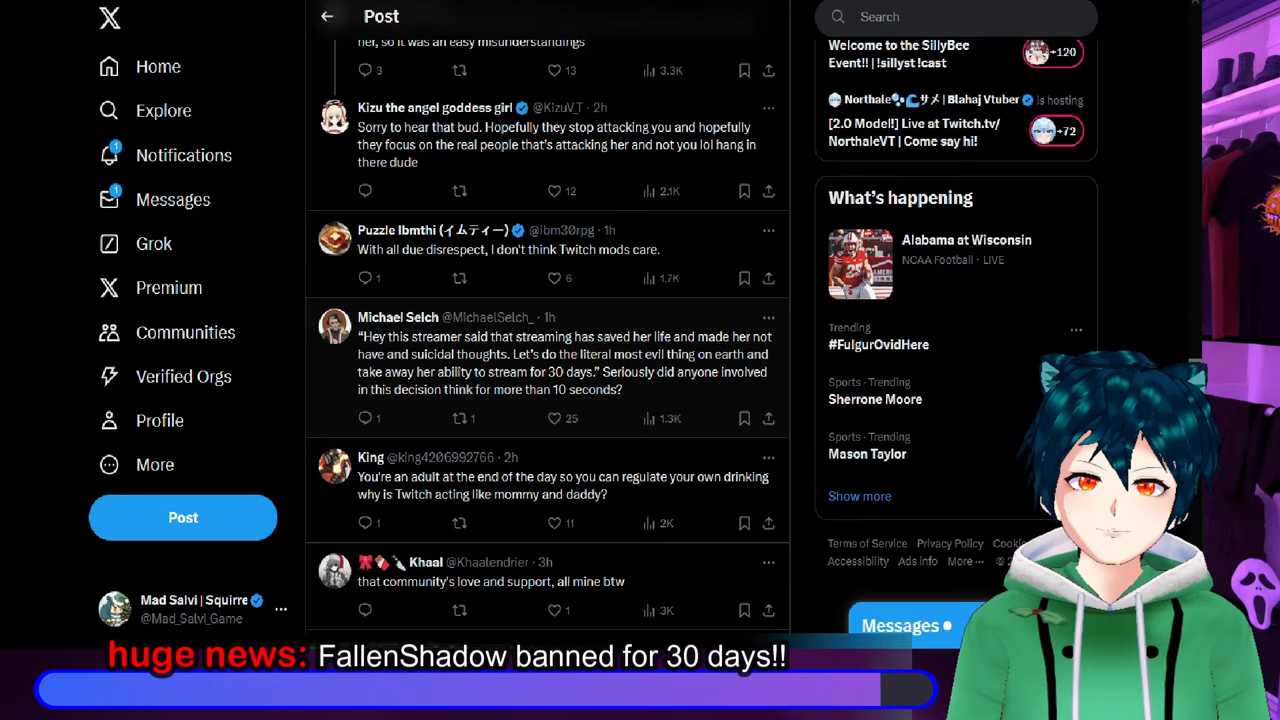 Post
Search
Home
Explore
1
Notifications
1
Messages
Grok
Premium
Communities
Verified Orgs
Profile
More
Post
Mad Salvi | Squirre
@Mad_Salvi_Game
her, so it was an easy misunderstandings
3 13 3.3K
Kizu the angel goddess girl @KIzuV_T · 2h
Sorry to hear that bud. Hopefully they stop attacking you and hopefully
they focus on the real people that's attacking her and not you lol hang in
there dude
12 2.1K
Puzzle Ibmthi (イムティー) @ibm30rpg · 1h
With all due disrespect, I don't think Twitch mods care.
1 6 1.7K
Michael Selch @MichaelSelch_ · 1h
“Hey this streamer said that streaming has saved her life and made her not
have and suicidal thoughts. Let's do the literal most evil thing on earth and
take away her ability to stream for 30 days.” Seriously did anyone involved
in this decision think for more than 10 seconds?
1 1 25 1.3K
King @king4206992766 · 2h
You're an adult at the end of the day so you can regulate your own drinking
why is Twitch acting like mommy and daddy?
1 11 2K
Khaal @Khaalendrier · 3h
that community's love and support, all mine btw
1 3K
Welcome to the SillyBee
Event!! | !sillyst !cast
+120
Northale サメ | Blahaj Vtuber is hosting
[2.0 Model!] Live at Twitch.tv/
NorthaleVT | Come say hi!
+72
What's happening
Alabama at Wisconsin
NCAA Football · LIVE
Trending
#FulgurOvidHere
Sports · Trending
Sherrone Moore
Sports · Trending
Mason Taylor
Show more
Terms of Service Privacy Policy
Accessibility Ads info More
Messages
huge news: FallenShadow banned for 30 days!!